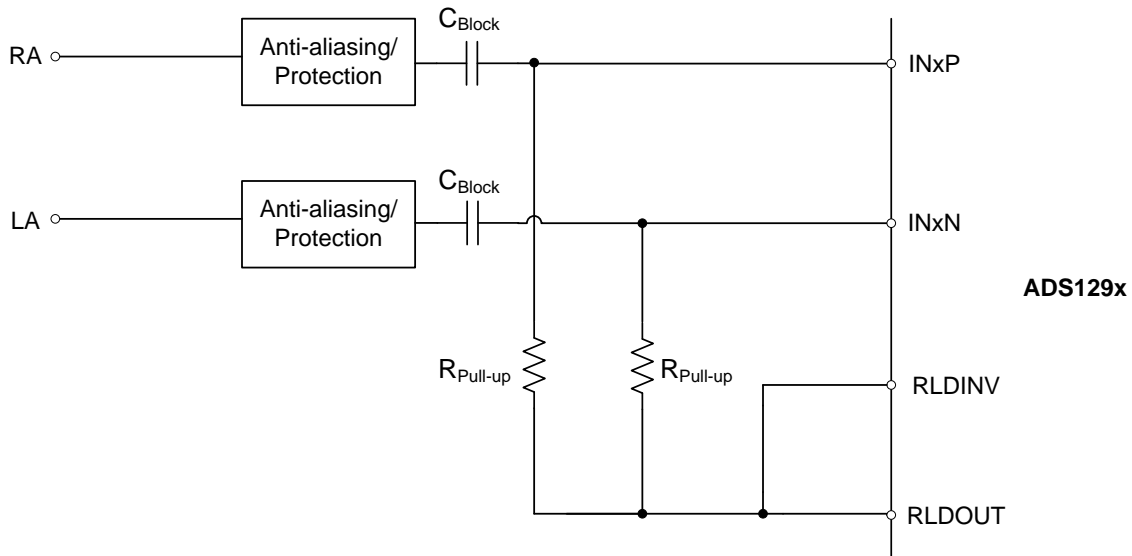 C_Block
RA
Anti-aliasing/
Protection
INxP
C_Block
LA
Anti-aliasing/
Protection
INxN
ADS129x
R_Pull-up
R_Pull-up
RLDINV
RLDOUT